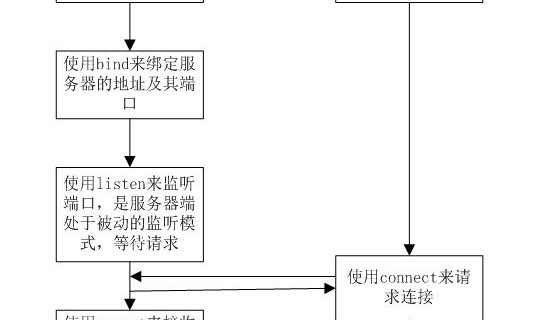 使用bind来绑定服
务器的地址及其端
口
使用listen来监听
端口，是服务器端
处于被动的监听模
式，等待请求
使用connect来请
求连接